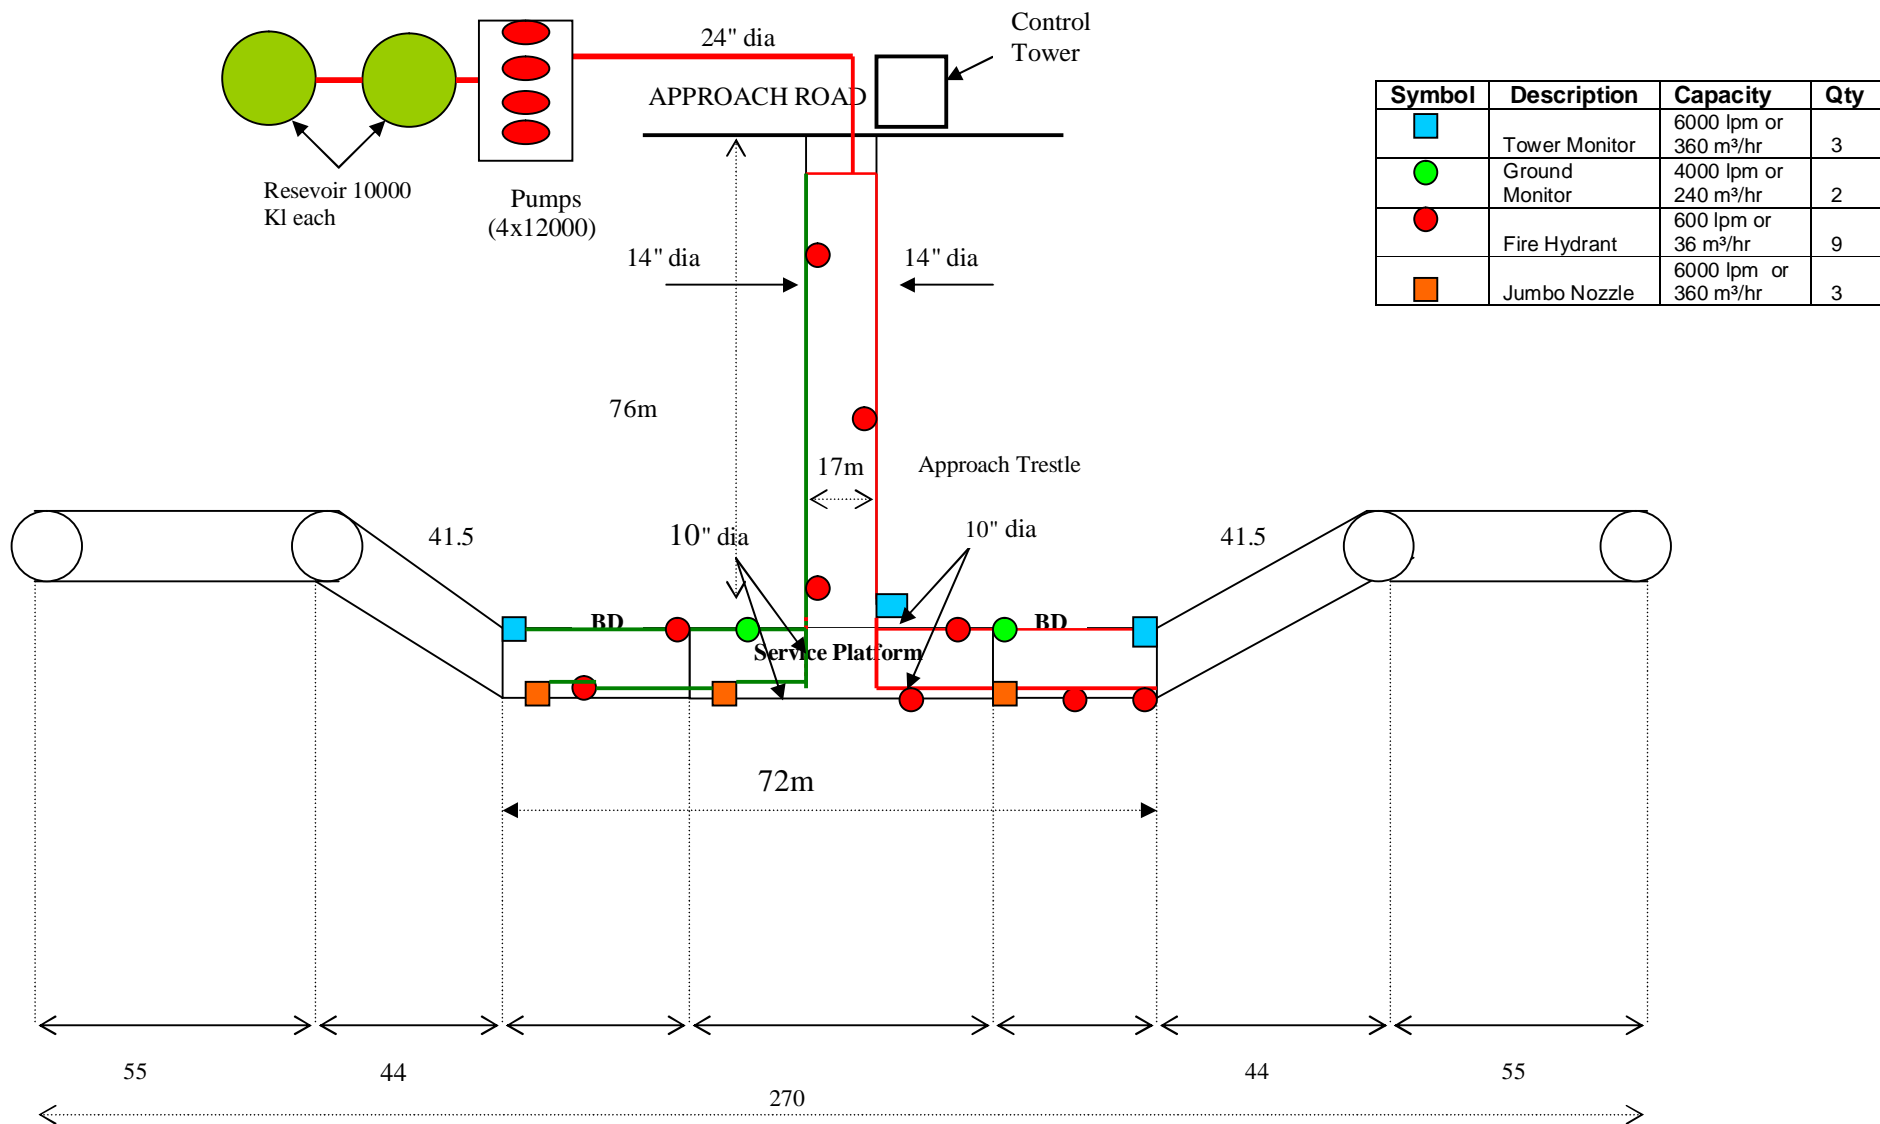 Control
Tower
24" dia
APPROACH ROAD
Resevoir 10000
Kl each
Pumps
(4x12000)
Symbol Description Capacity Qty
Tower Monitor 6000 lpm or 360 m³/hr 3
Ground Monitor 4000 lpm or 240 m³/hr 2
Fire Hydrant 600 lpm or 36 m³/hr 9
Jumbo Nozzle 6000 lpm or 360 m³/hr 3
14" dia
14" dia
76m
17m
Approach Trestle
41.5
10" dia
10" dia
41.5
BD
BD
Service Platform
72m
55
44
44
55
270